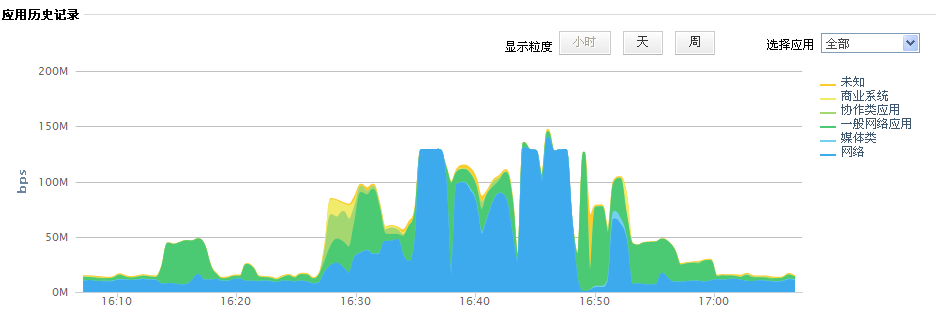 应用历史记录
显示粒度 小时 天 周 选择应用 全部
200M
150M
100M
50M
0M
bps
16:10 16:20 16:30 16:40 16:50 17:00
未知
商业系统
协作类应用
一般网络应用
媒体类
网络